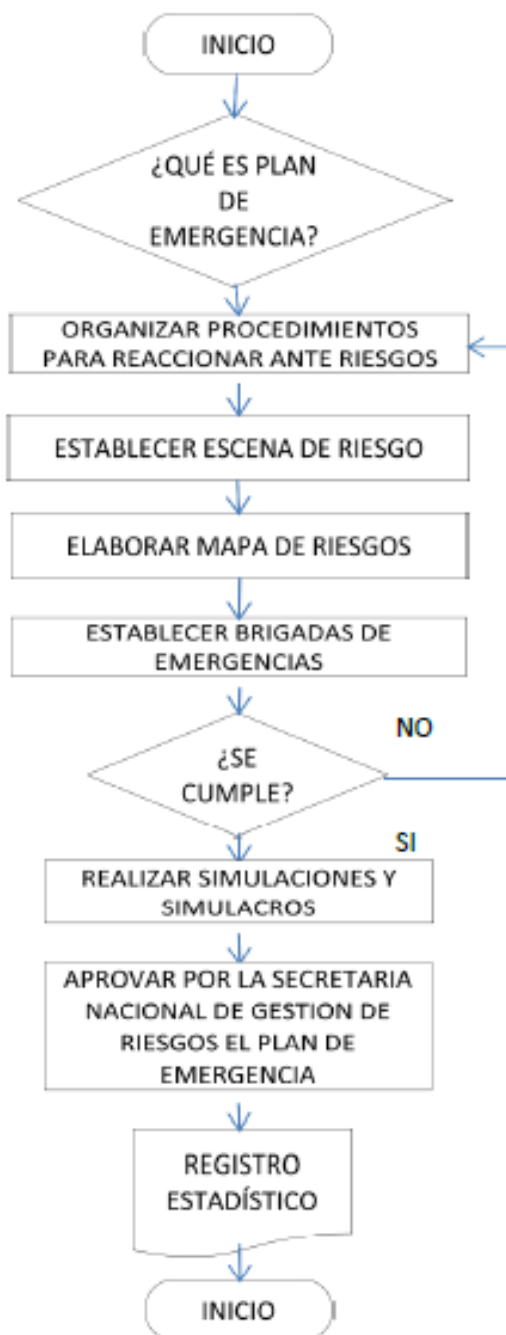 INICIO
¿QUÉ ES PLAN
DE
EMERGENCIA?
ORGANIZAR PROCEDIMIENTOS
PARA REACCIONAR ANTE RIESGOS
ESTABLECER ESCENA DE RIESGO
ELABORAR MAPA DE RIESGOS
ESTABLECER BRIGADAS DE
EMERGENCIAS
¿SE
CUMPLE?
NO
SI
REALIZAR SIMULACIONES Y
SIMULACROS
APROVAR POR LA SECRETARIA
NACIONAL DE GESTION DE
RIESGOS EL PLAN DE
EMERGENCIA
REGISTRO
ESTADÍSTICO
INICIO